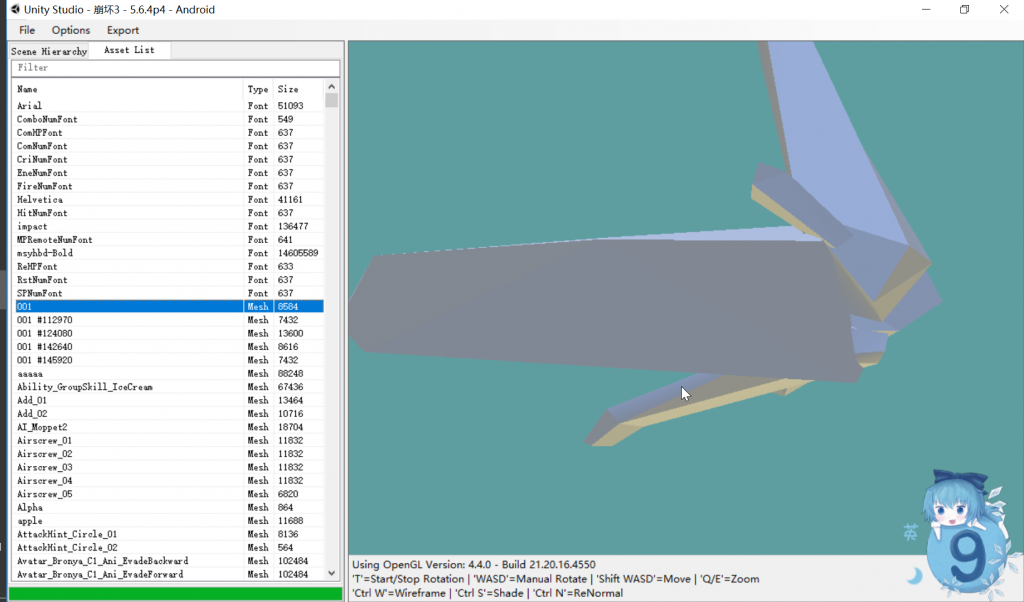 Unity Studio - 崩坏3 - 5.6.4p4 - Android
File Options Export
Scene Hierarchy Asset List
Filter
Name Type Size
Arial Font 51093
ComboNumFont Font 549
ComHPFont Font 637
ComNumFont Font 637
CriNumFont Font 637
EneNumFont Font 637
FireNumFont Font 637
Helvetica Font 41161
HitNumFont Font 637
impact Font 136477
MPRemoteNumFont Font 641
msyhbd-Bold Font 14605589
ReHPFont Font 633
RstNumFont Font 637
SPNumFont Font 637
001 Mesh 8584
001 #112970 Mesh 7432
001 #124080 Mesh 13600
001 #142640 Mesh 8616
001 #145920 Mesh 7432
aaaaa Mesh 88248
Ability_GroupSkill_IceCream Mesh 67436
Add_01 Mesh 13464
Add_02 Mesh 10716
AI_Moppet2 Mesh 18704
Airscrew_01 Mesh 11832
Airscrew_02 Mesh 11832
Airscrew_03 Mesh 11832
Airscrew_04 Mesh 11832
Airscrew_05 Mesh 6820
Alpha Mesh 864
apple Mesh 11688
AttackHint_Circle_01 Mesh 8136
AttackHint_Circle_02 Mesh 564
Avatar_Bronya_C1_Ani_EvadeBackward Mesh 102484
Avatar_Bronya_C1_Ani_EvadeForward Mesh 102484
Using OpenGL Version: 4.4.0 - Build 21.20.16.4550
'T'=Start/Stop Rotation | 'WASD'=Manual Rotate | 'Shift WASD'=Move | 'Q/E'=Zoom
'Ctrl W'=Wireframe | 'Ctrl S'=Shade | 'Ctrl N'=ReNormal
英
9